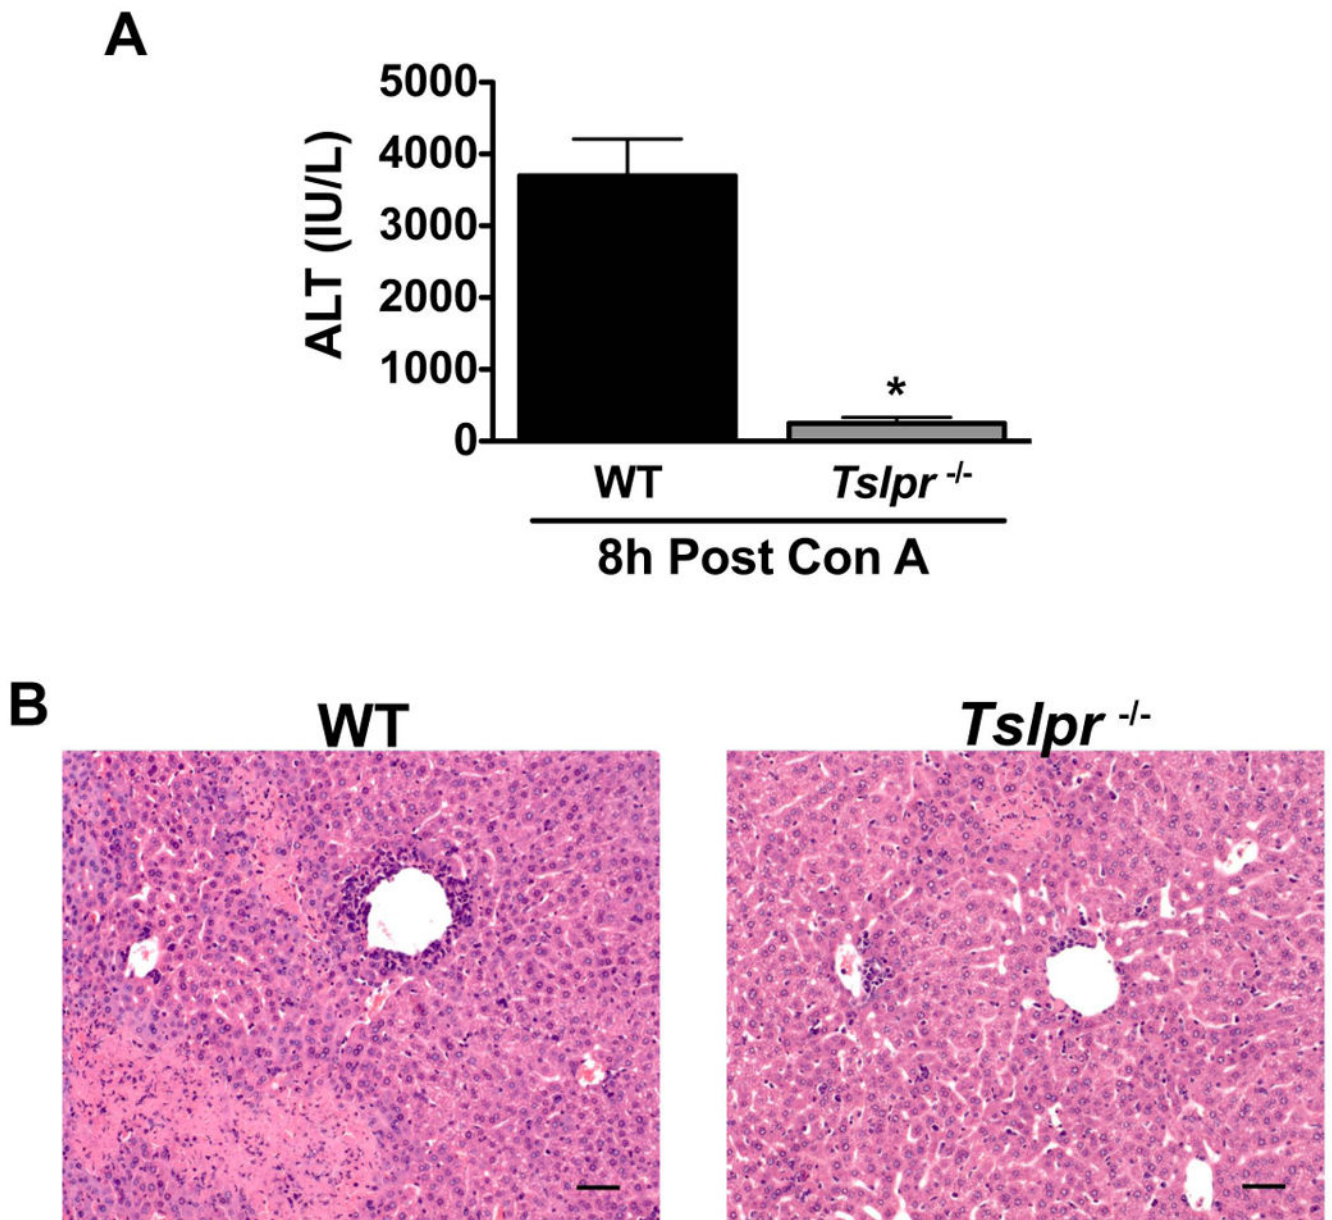 A
5000
4000
3000
2000
1000
0
ALT (IU/L)
*
WT
Tslpr -/-
8h Post Con A
B
WT
Tslpr -/-